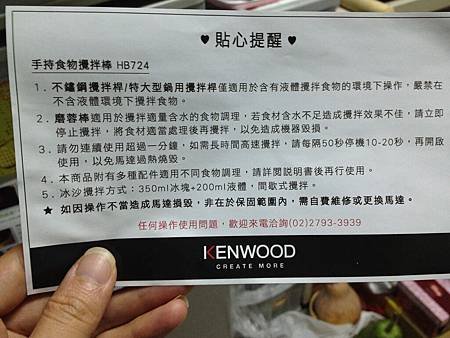 ♥ 貼心提醒 ♥
手持食物攪拌棒 HB724
1. 不鏽鋼攪拌桿/特大型鍋用攪拌桿僅適用於含有液體攪拌食物的環境下操作，嚴禁在
不含液體環境下攪拌食物。
2. 磨蓉棒適用於攪拌適量含水的食物調理，若食材含水不足造成攪拌效果不佳，請立即
停止攪拌，將食材適當處理後再攪拌，以免造成機器毀損。
3. 請勿連續使用超過一分鐘，如需長時間高速攪拌，請每隔50秒停機10-20秒，再開啟
使用，以免馬達過熱燒毀。
4. 本商品附有多種配件適用不同食物調理，請詳閱說明書後再行使用。
5. 冰沙攪拌方式：350ml冰塊+200ml液體，間歇式攪拌。
★ 如因操作不當造成馬達損毀，非在於保固範圍內，需自費維修或更換馬達。
任何操作使用問題，歡迎來電洽詢(02)2793-3939
KENWOOD
CREATE MORE